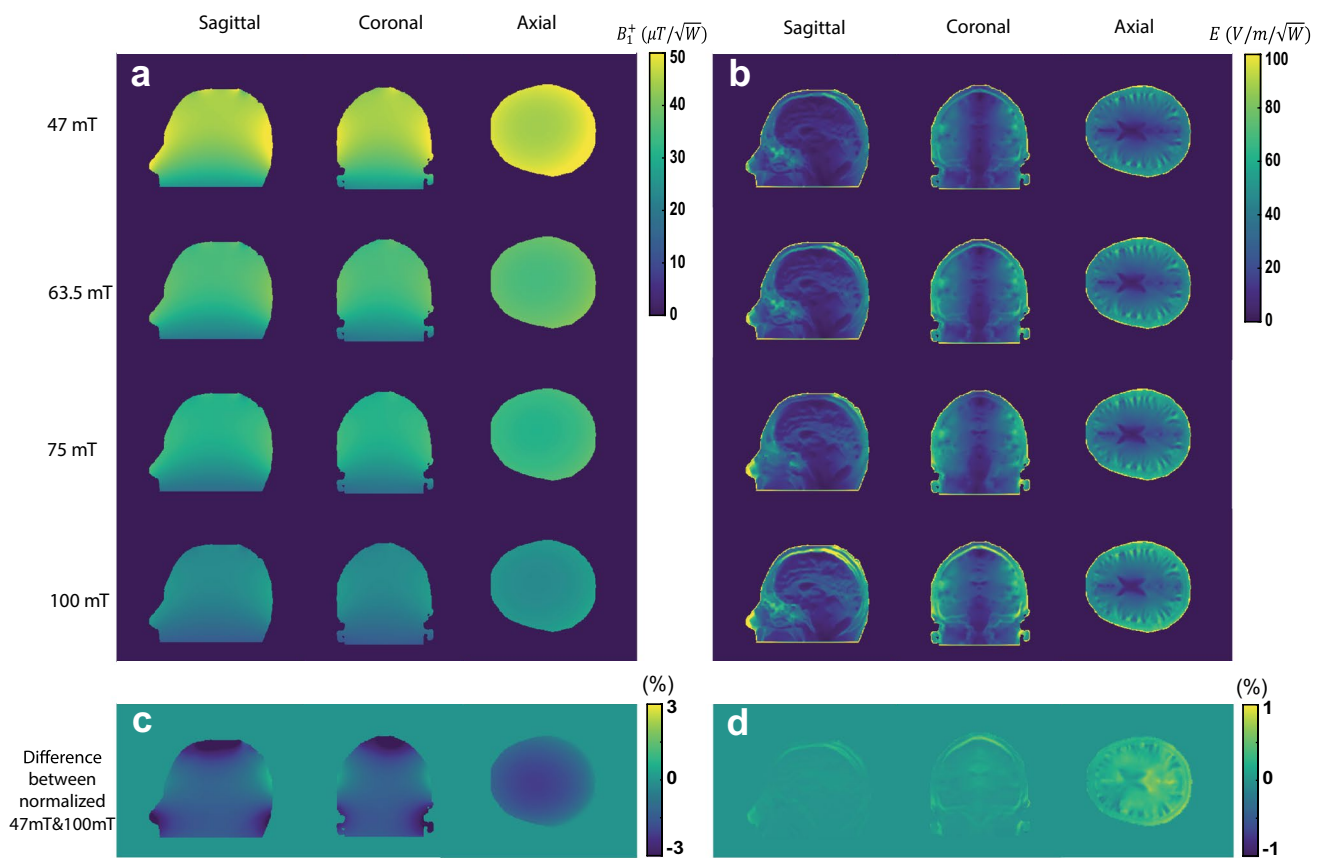 Sagittal Coronal Axial B₁⁺ (μT/√W)
Sagittal Coronal Axial E (V/m/√W)
a
50
40
30
20
10
0
b
100
80
60
40
20
0
47 mT
63.5 mT
75 mT
100 mT
(%)
c
3
0
-3
(%)
d
1
0
-1
Difference
between
normalized
47mT&100mT